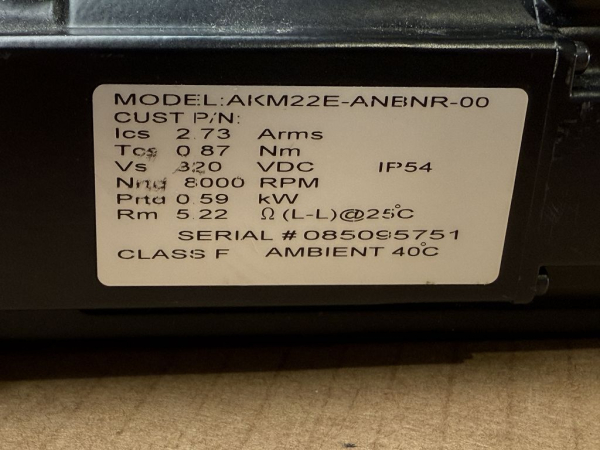 MODEL:AKM22E-ANBNR-00
CUST P/N:
Ics 2.73 Arms
Tcs 0.87 Nm
Vs 320 VDC IP54
Nrtd 8000 RPM
Prtd 0.59 kW
Rm 5.22 Ω (L-L)@25°C
SERIAL # 085095751
CLASS F AMBIENT 40°C